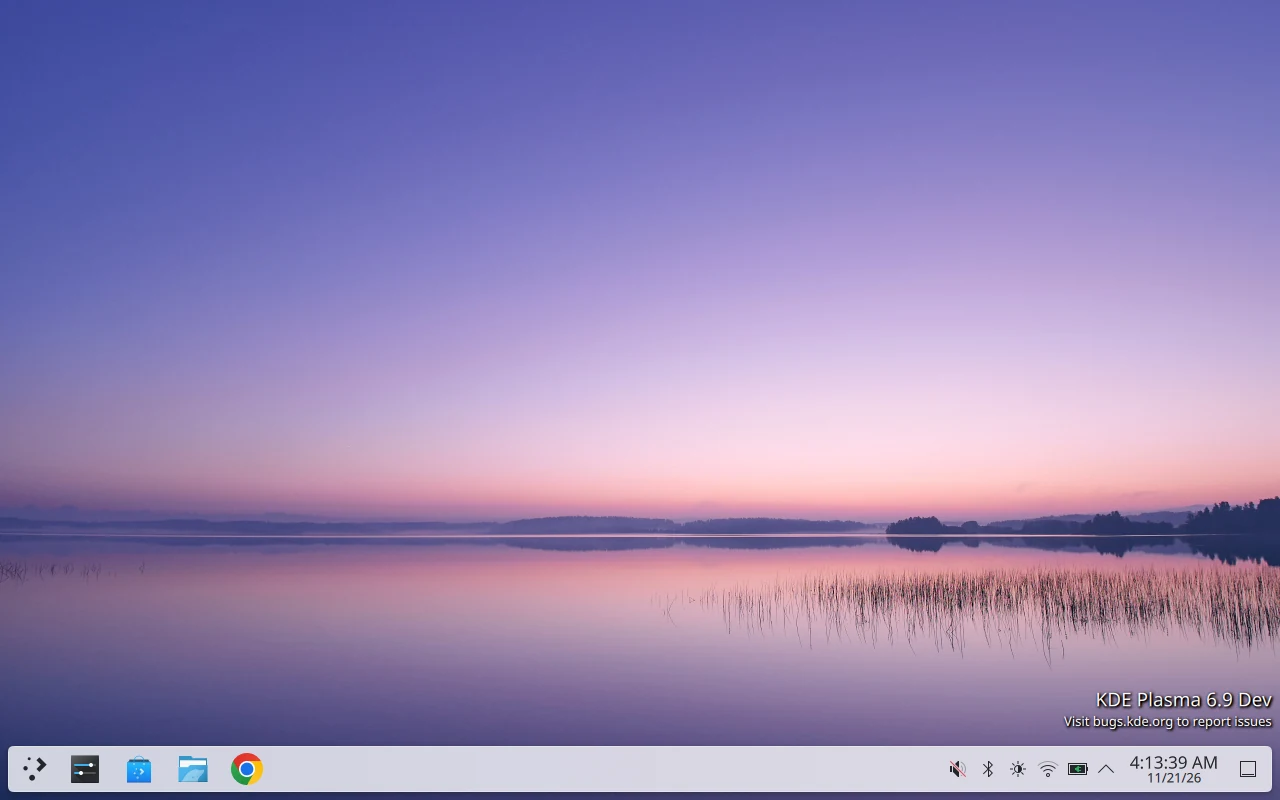 KDE Plasma 6.9 Dev
Visit bugs.kde.org to report issues
4:13:39 AM
11/21/26